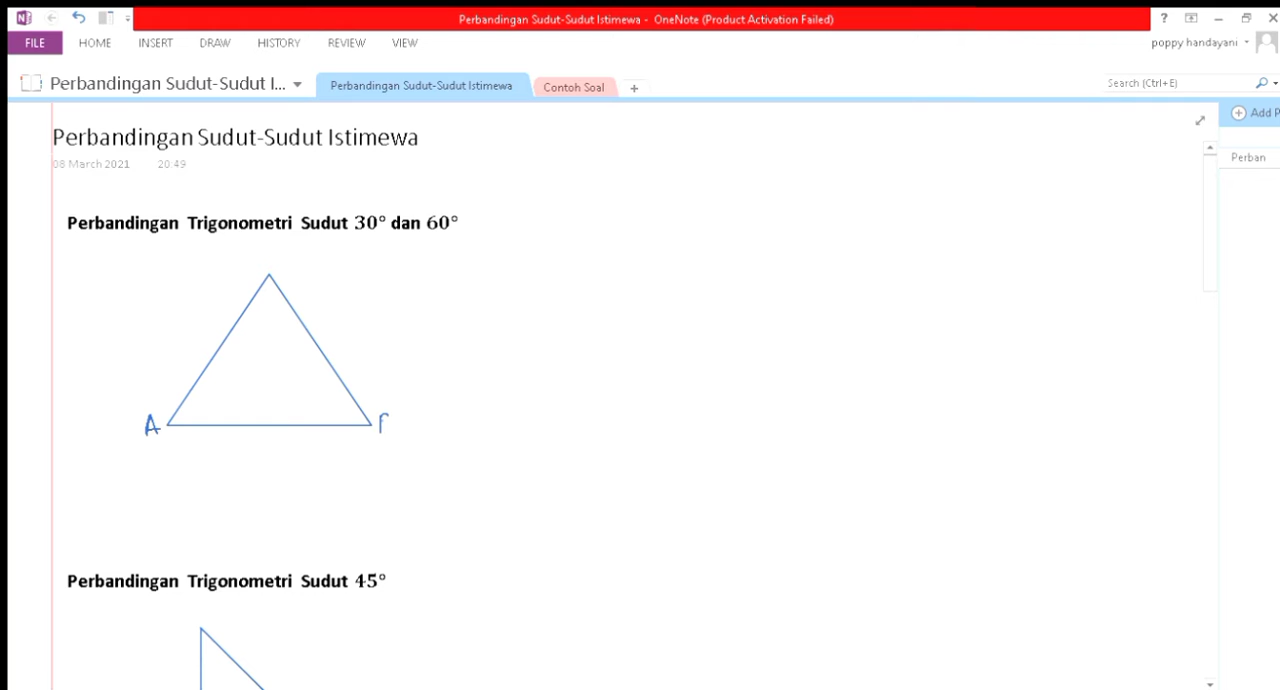 Perbandingan Sudut-Sudut Istimewa - OneNote (Product Activation Failed)
?
FILE HOME INSERT DRAW HISTORY REVIEW VIEW
poppy handayani
Perbandingan Sudut-Sudut I...
Perbandingan Sudut-Sudut Istimewa
Contoh Soal
+
Search (Ctrl+E)
Add P
Perban
Perbandingan Sudut-Sudut Istimewa
08 March 2021 20:49
Perbandingan Trigonometri Sudut 30° dan 60°
A
Perbandingan Trigonometri Sudut 45°